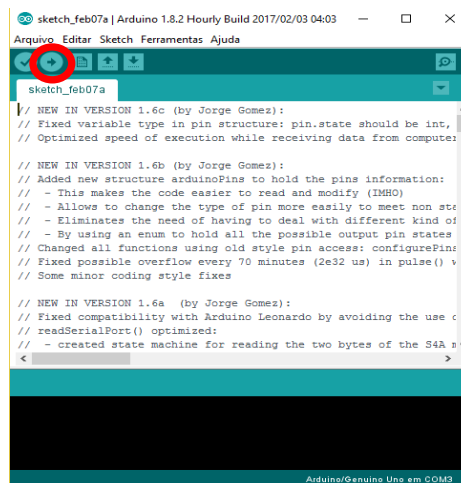 sketch_feb07a | Arduino 1.8.2 Hourly Build 2017/02/03 04:03
Arquivo Editar Sketch Ferramentas Ajuda
sketch_feb07a
// NEW IN VERSION 1.6c (by Jorge Gomez):
// Fixed variable type in pin structure: pin.state should be int,
// Optimized speed of execution while receiving data from computer
// NEW IN VERSION 1.6b (by Jorge Gomez):
// Added new structure arduinoPins to hold the pins information:
//  - This makes the code easier to read and modify (IMHO)
//  - Allows to change the type of pin more easily to meet non sta
//  - Eliminates the need of having to deal with different kind of
//  - By using an enum to hold all the possible output pin states
// Changed all functions using old style pin access: configurePins
// Fixed possible overflow every 70 minutes (2e32 us) in pulse() w
// Some minor coding style fixes
// NEW IN VERSION 1.6a  (by Jorge Gomez):
// Fixed compatibility with Arduino Leonardo by avoiding the use o
// readSerialPort() optimized:
//  - created state machine for reading the two bytes of the S4A m
Arduino/Genuino Uno em COM3